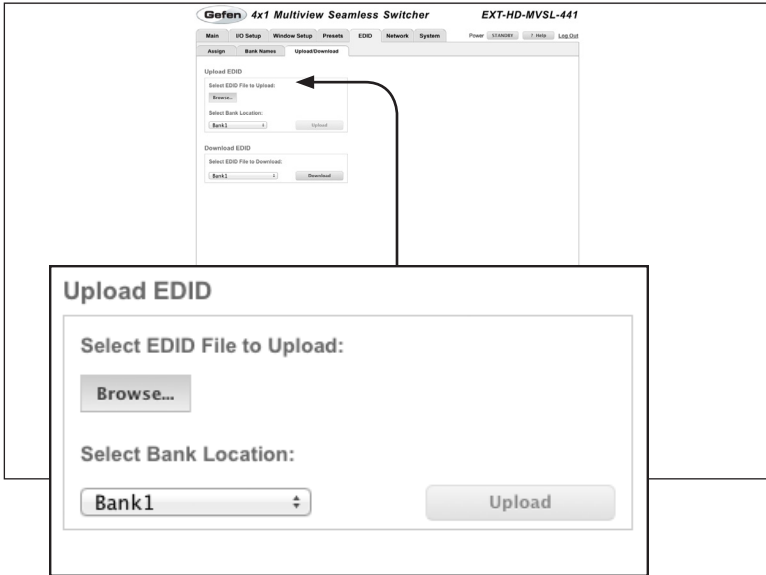 Gefen 4x1 Multiview Seamless Switcher EXT-HD-MVSL-441
Main I/O Setup Window Setup Presets EDID Network System Power STANDBY ? Help Log Out
Assign Bank Names Upload/Download
Upload EDID
Select EDID File to Upload:
Browse...
Select Bank Location:
Bank1 Upload
Download EDID
Select EDID File to Download:
Bank1 Download
Upload EDID
Select EDID File to Upload:
Browse...
Select Bank Location:
Bank1 Upload